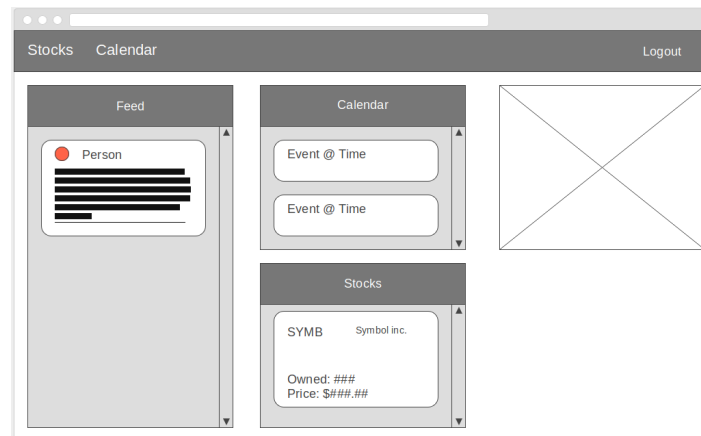 Stocks Calendar Logout
Feed
Person
Calendar
Event @ Time
Event @ Time
Stocks
SYMB Symbol inc.
Owned: ###
Price: $###.##